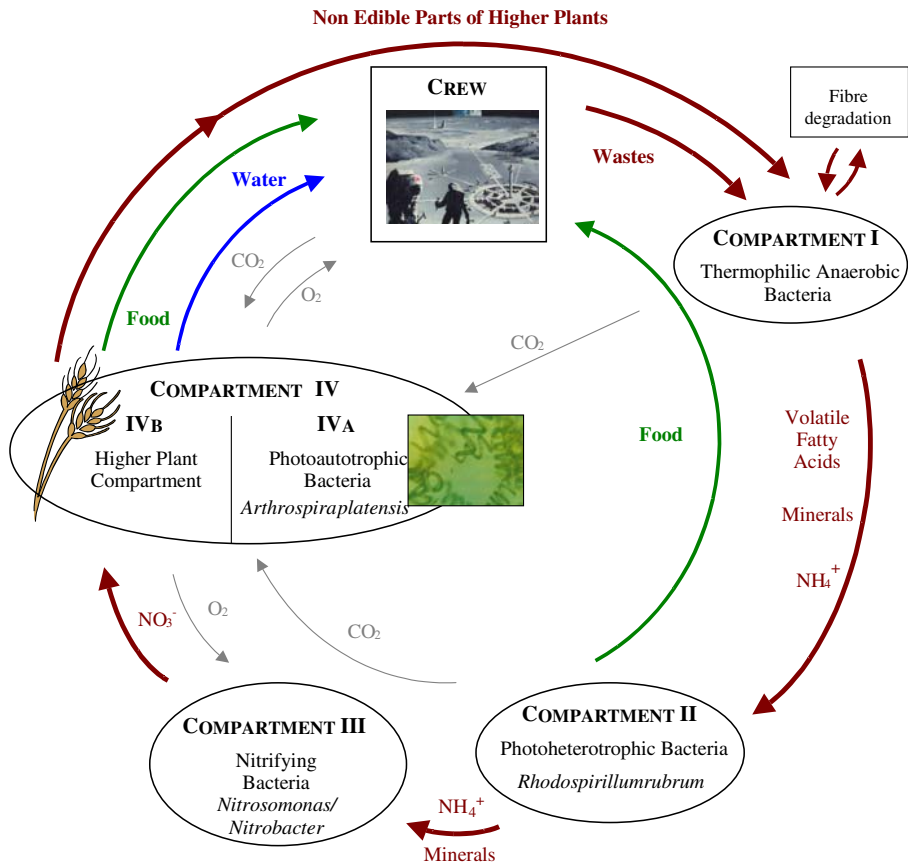 Non Edible Parts of Higher Plants
CREW
Fibre
degradation
Wastes
Water
COMPARTMENT I
Thermophilic Anaerobic
Bacteria
CO₂
O₂
Food
CO₂
COMPARTMENT IV
IVB
Higher Plant
Compartment
IVA
Photoautotrophic
Bacteria
Arthrospiraplatensis
Food
Volatile
Fatty
Acids
Minerals
NH₄⁺
NO₃⁻
O₂
CO₂
COMPARTMENT III
Nitrifying
Bacteria
Nitrosomonas/
Nitrobacter
COMPARTMENT II
Photoheterotrophic Bacteria
Rhodospirillumrubrum
NH₄⁺
Minerals